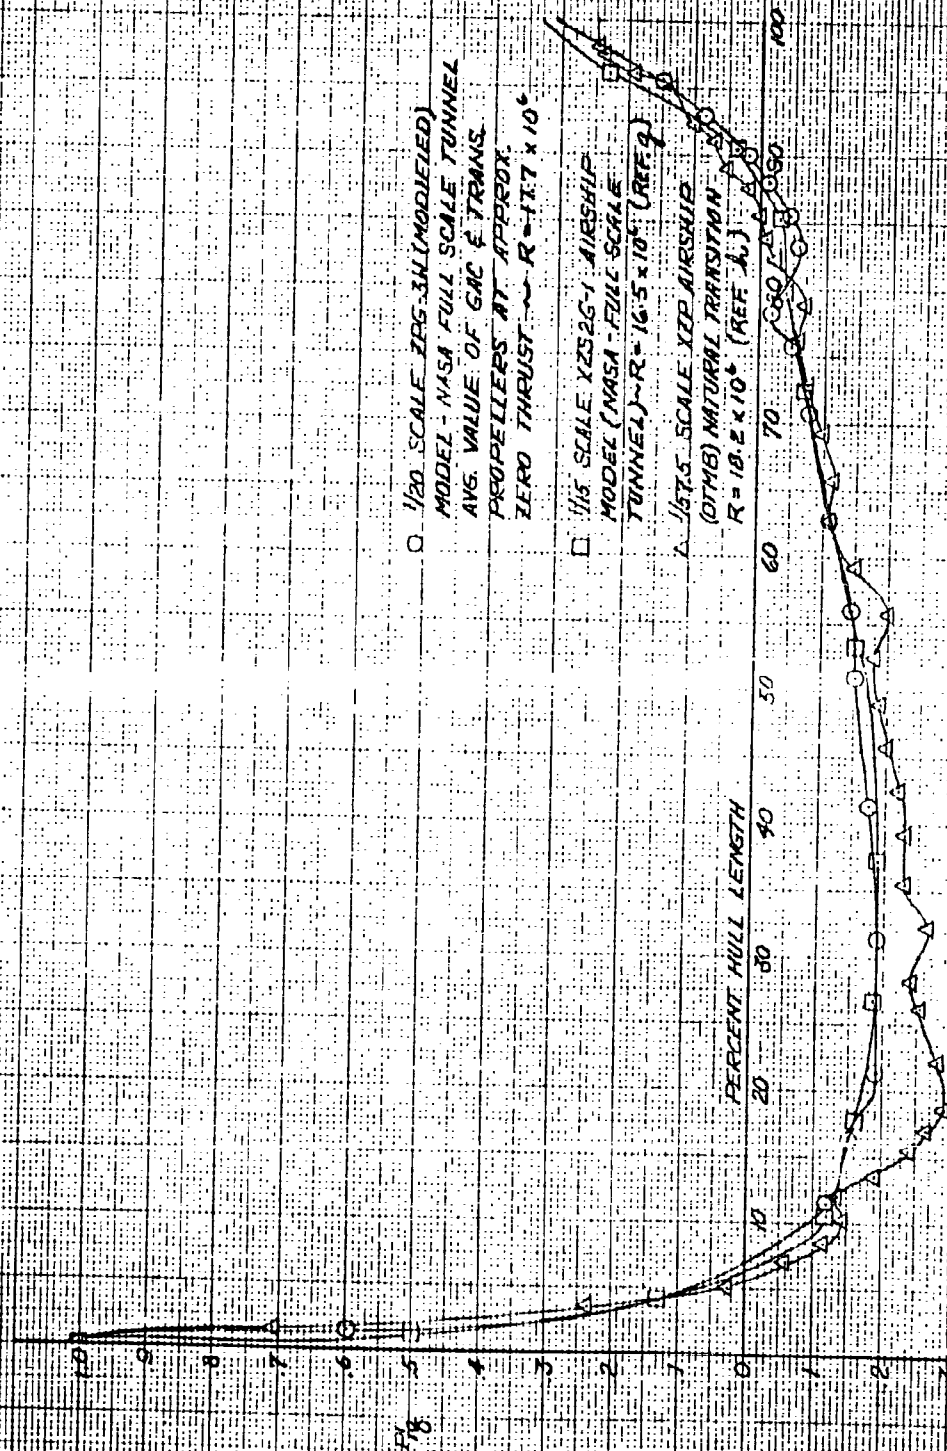 ○ 1/20 SCALE ZPG-3W (MODIFIED)
MODEL - NASA FULL SCALE TUNNEL
AVG. VALUE OF GAC & TRANS.
PROPELLERS AT APPROX.
ZERO THRUST ~ R = 17.7 x 10⁶
□ 1/15 SCALE XZS2G-1 AIRSHIP
MODEL (NASA-FULL SCALE
TUNNEL) ~ R = 16.5 x 10⁶ (REF. g)
△ 1/57.5 SCALE XZP AIRSHIP
(DTMB) NATURAL TRANSITION
R = 18.2 x 10⁶ (REF. h)
P/q
1.0
.9
.8
.7
.6
.5
.4
.3
.2
.1
0
.1
.2
PERCENT HULL LENGTH
10
20
30
40
50
60
70
80
90
100